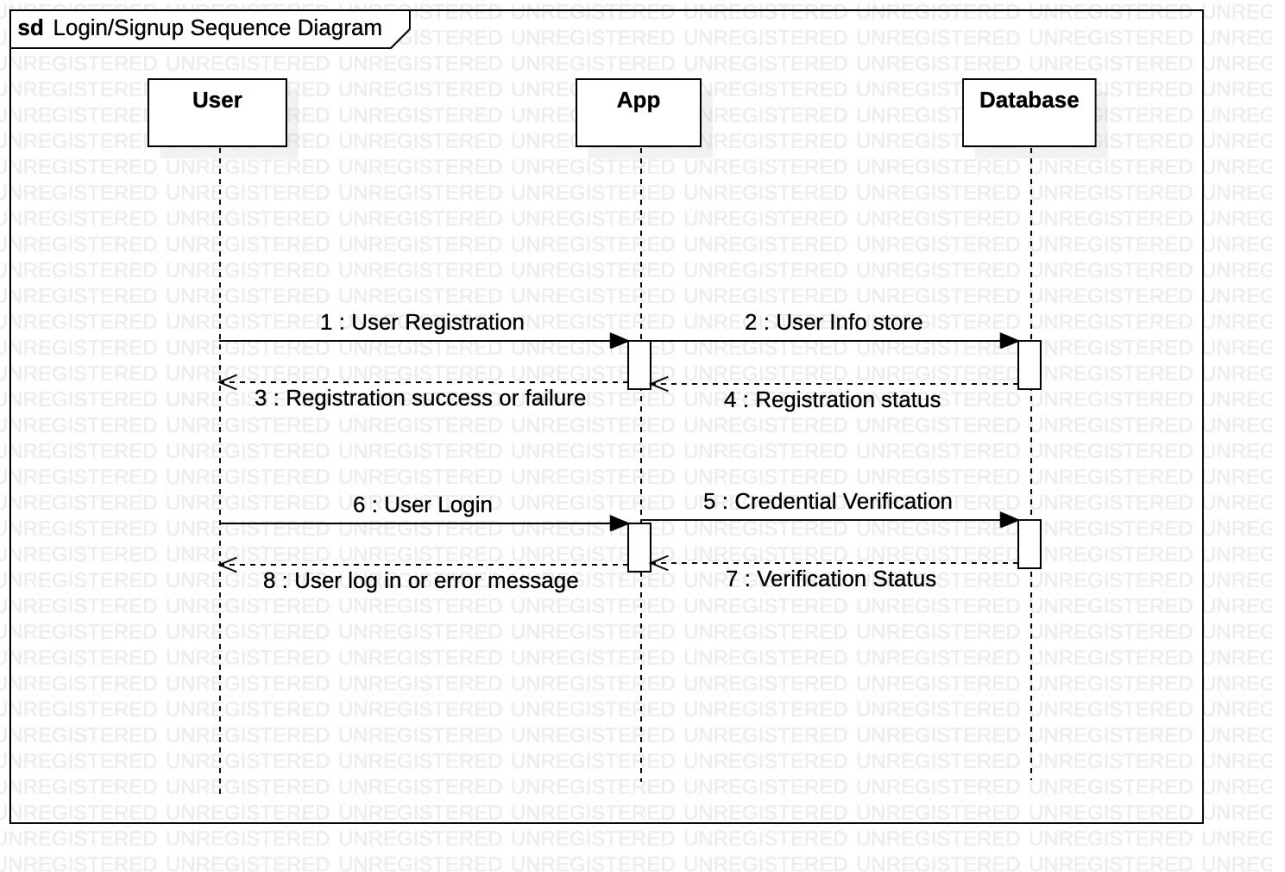 sd Login/Signup Sequence Diagram
User
App
Database
1 : User Registration
2 : User Info store
3 : Registration success or failure
4 : Registration status
6 : User Login
5 : Credential Verification
8 : User log in or error message
7 : Verification Status
UNREGISTERED